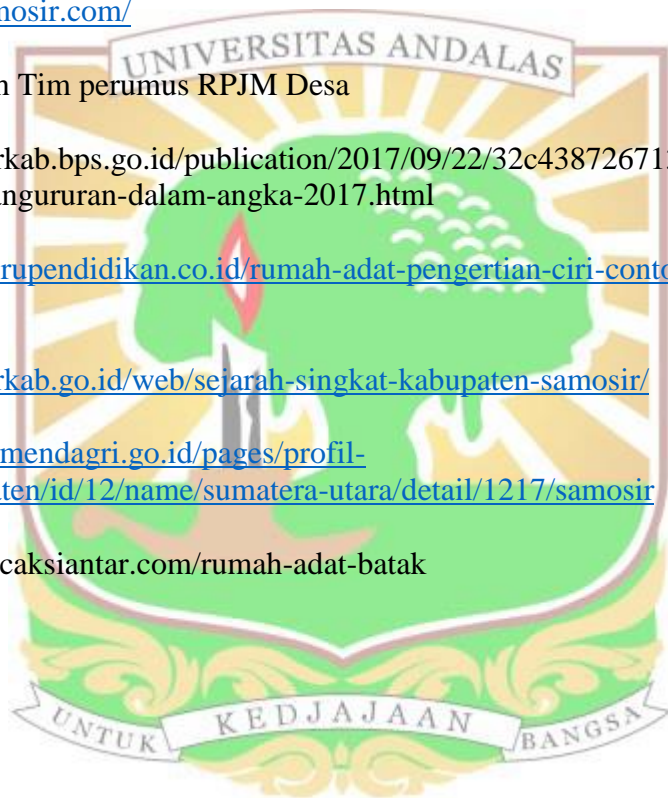 mosir.com/
UNIVERSITAS ANDALAS
n Tim perumus RPJM Desa
rkab.bps.go.id/publication/2017/09/22/32c43872671
angururan-dalam-angka-2017.html
rupendidikan.co.id/rumah-adat-pengertian-ciri-conto
rkab.go.id/web/sejarah-singkat-kabupaten-samosir/
mendagri.go.id/pages/profil-
aten/id/12/name/sumatera-utara/detail/1217/samosir
caksiantar.com/rumah-adat-batak
UNTUK KEDJAJAAN BANGSA